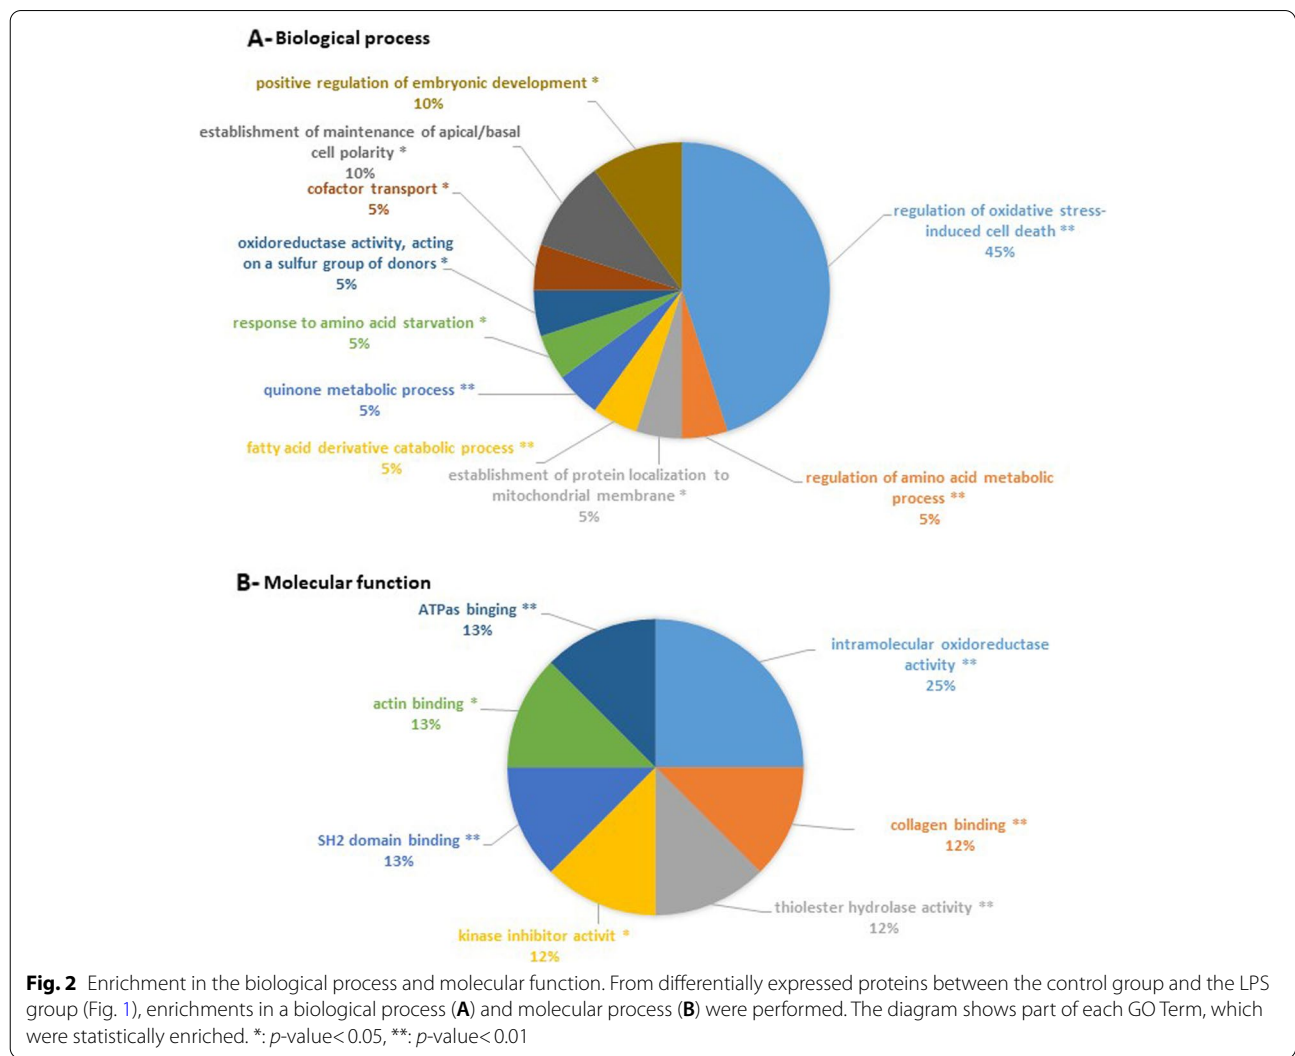 A- Biological process
positive regulation of embryonic development *
10%
establishment of maintenance of apical/basal
cell polarity *
10%
cofactor transport *
5%
oxidoreductase activity, acting
on a sulfur group of donors *
5%
response to amino acid starvation *
5%
quinone metabolic process **
5%
fatty acid derivative catabolic process **
5%
establishment of protein localization to
mitochondrial membrane *
5%
regulation of oxidative stress-
induced cell death **
45%
regulation of amino acid metabolic
process **
5%
B- Molecular function
ATPas binging **
13%
actin binding *
13%
SH2 domain binding **
13%
kinase inhibitor activit *
12%
intramolecular oxidoreductase
activity **
25%
collagen binding **
12%
thiolester hydrolase activity **
12%
Fig. 2 Enrichment in the biological process and molecular function. From differentially expressed proteins between the control group and the LPS
group (Fig. 1), enrichments in a biological process (A) and molecular process (B) were performed. The diagram shows part of each GO Term, which
were statistically enriched. *: p-value< 0.05, **: p-value< 0.01